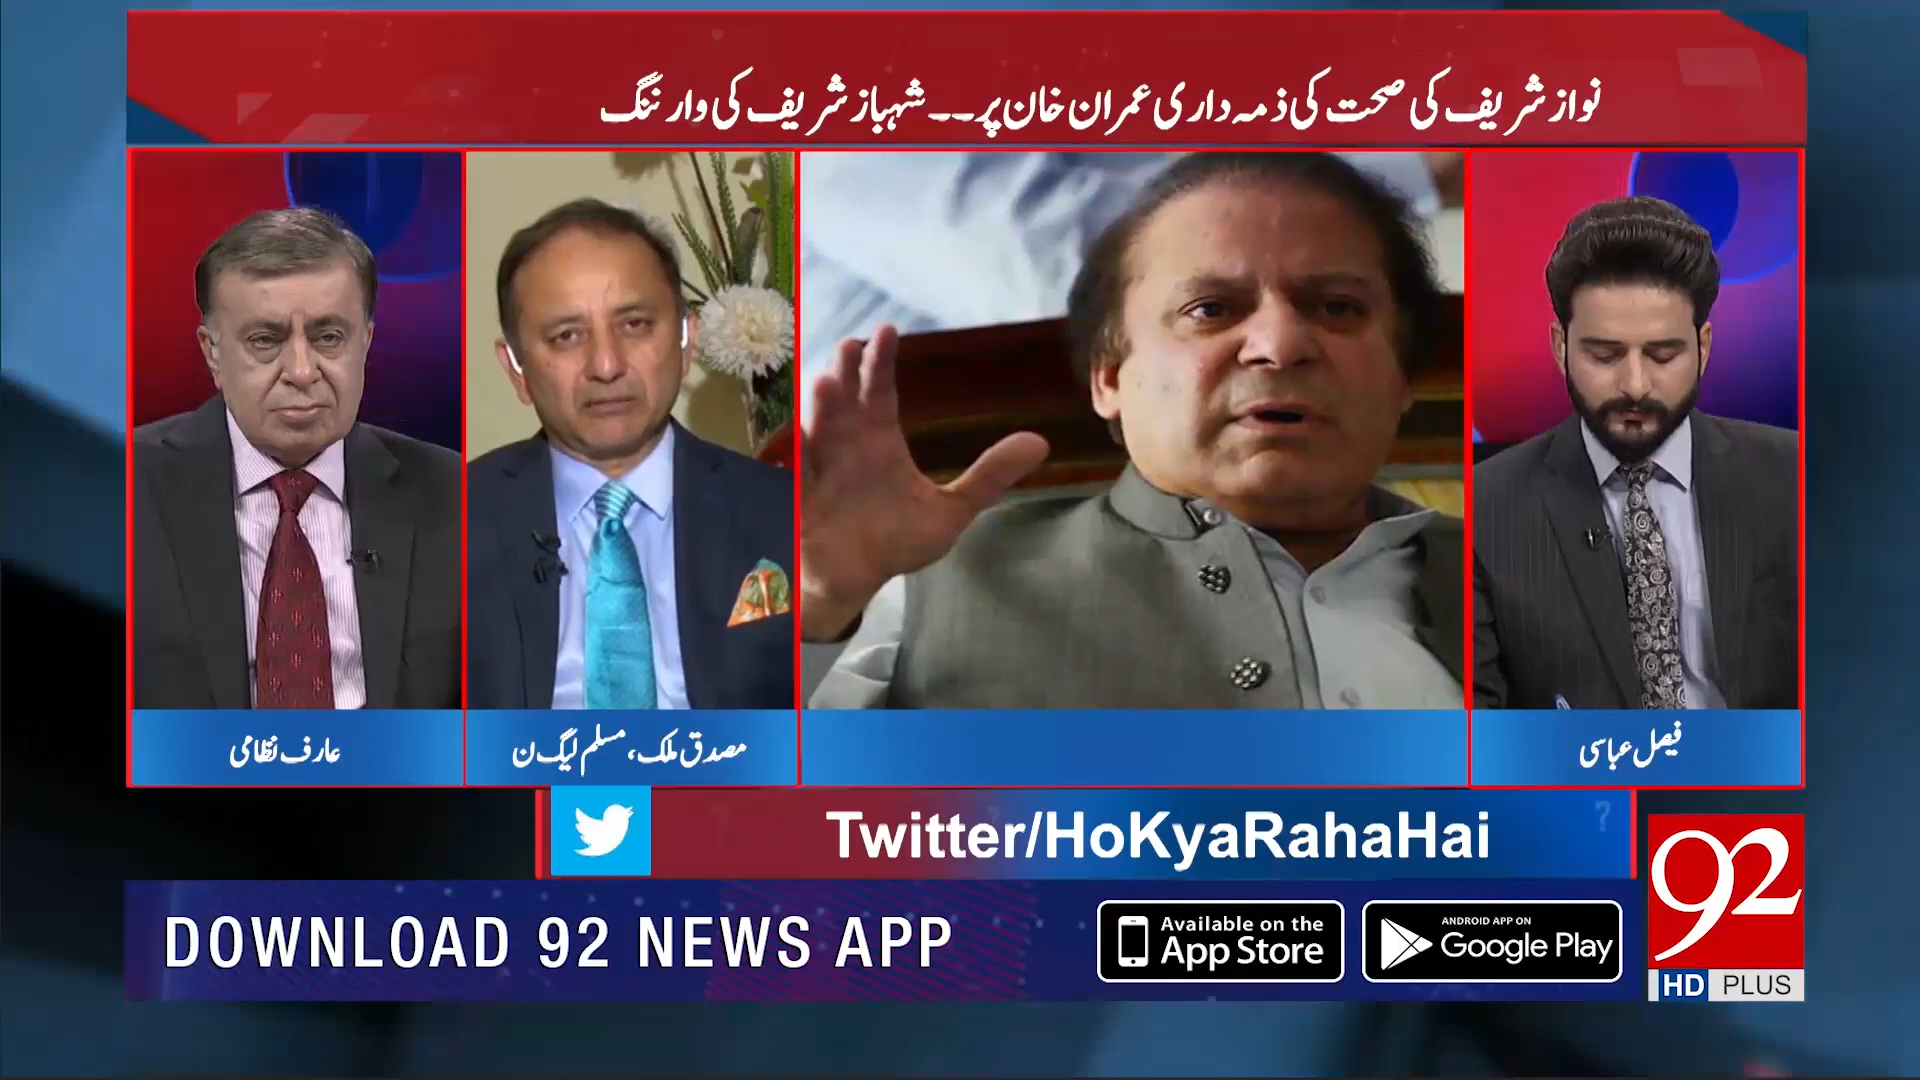 نواز شریف کی صحت کی ذمہ داری عمران خان پر۔۔۔شہباز شریف کی وارننگ
عارف نظامی
مصدق ملک، مسلم لیگ ن
فیصل عباسی
Twitter/HoKyaRahaHai
DOWNLOAD 92 NEWS APP
Available on the
App Store
ANDROID APP ON
Google Play
92
HD PLUS